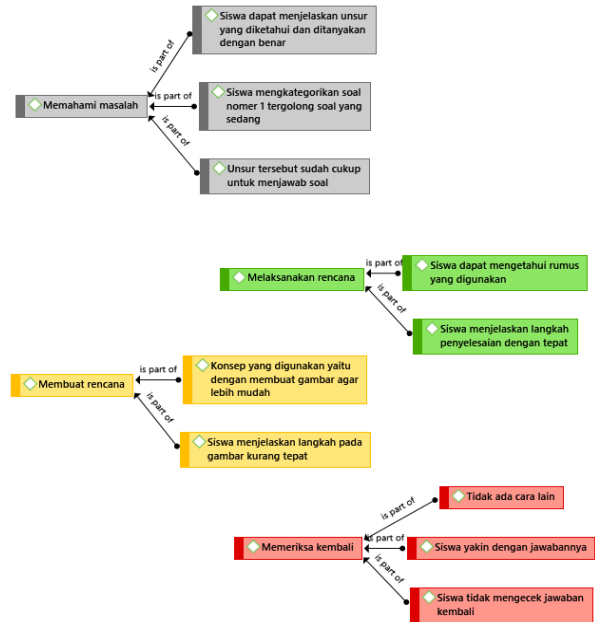 Siswa dapat menjelaskan unsur
yang diketahui dan ditanyakan
dengan benar
is part of
Memahami masalah
is part of
Siswa mengkategorikan soal
nomer 1 tergolong soal yang
sedang
is part of
Unsur tersebut sudah cukup
untuk menjawab soal
Melaksanakan rencana
is part of
Siswa dapat mengetahui rumus
yang digunakan
is part of
Siswa menjelaskan langkah
penyelesaian dengan tepat
Membuat rencana
is part of
Konsep yang digunakan yaitu
dengan membuat gambar agar
lebih mudah
is part of
Siswa menjelaskan langkah pada
gambar kurang tepat
is part of
Tidak ada cara lain
Memeriksa kembali
is part of
Siswa yakin dengan jawabannya
is part of
Siswa tidak mengecek jawaban
kembali